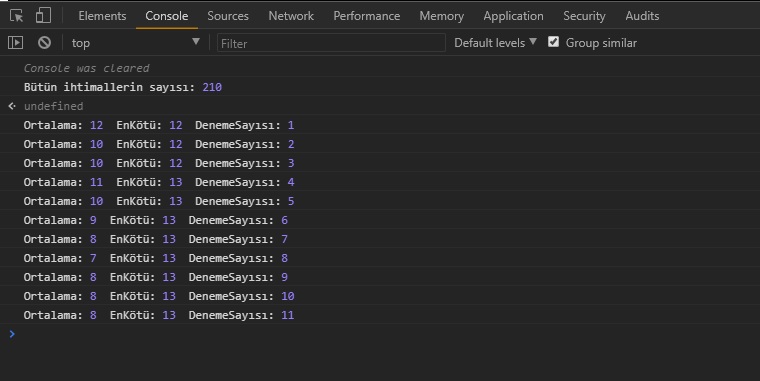 Elements Console Sources Network Performance Memory Application Security Audits
top Filter Default levels Group similar
Console was cleared
Bütün ihtimallerin sayısı: 210
undefined
Ortalama: 12 EnKötü: 12 DenemeSayısı: 1
Ortalama: 10 EnKötü: 12 DenemeSayısı: 2
Ortalama: 10 EnKötü: 12 DenemeSayısı: 3
Ortalama: 11 EnKötü: 13 DenemeSayısı: 4
Ortalama: 10 EnKötü: 13 DenemeSayısı: 5
Ortalama: 9 EnKötü: 13 DenemeSayısı: 6
Ortalama: 8 EnKötü: 13 DenemeSayısı: 7
Ortalama: 7 EnKötü: 13 DenemeSayısı: 8
Ortalama: 8 EnKötü: 13 DenemeSayısı: 9
Ortalama: 8 EnKötü: 13 DenemeSayısı: 10
Ortalama: 8 EnKötü: 13 DenemeSayısı: 11